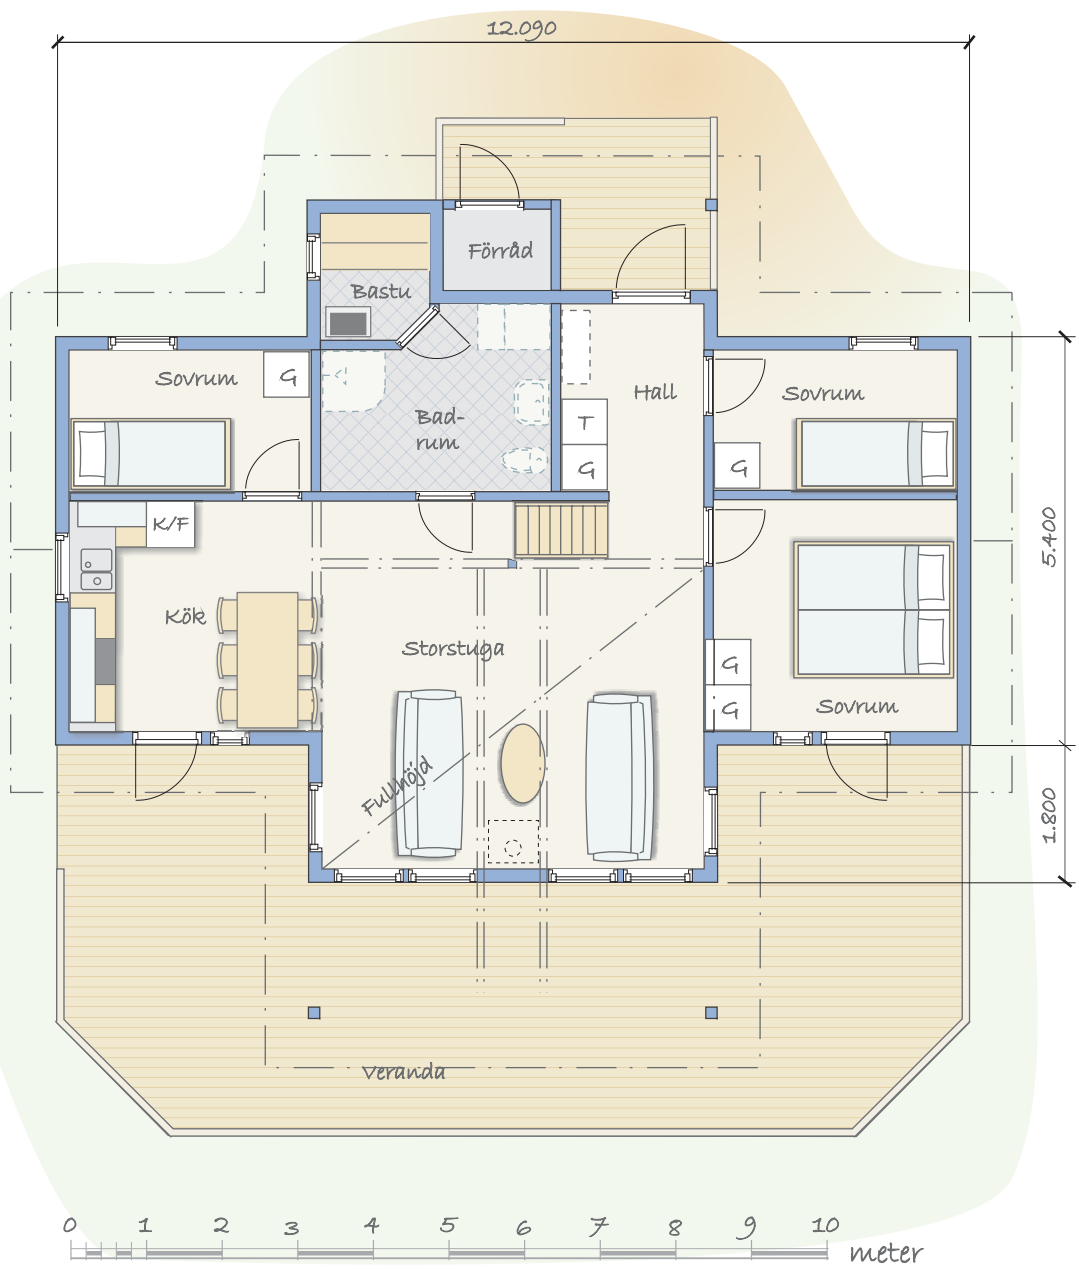 12.090
Förråd
Bastu
Sovrum
G
Bad-
rum
Hall
T
G
Sovrum
G
K/F
Kök
Storstuga
5.400
G
G
Sovrum
Fullhöjd
1.800
Veranda
0 1 2 3 4 5 6 7 8 9 10
meter